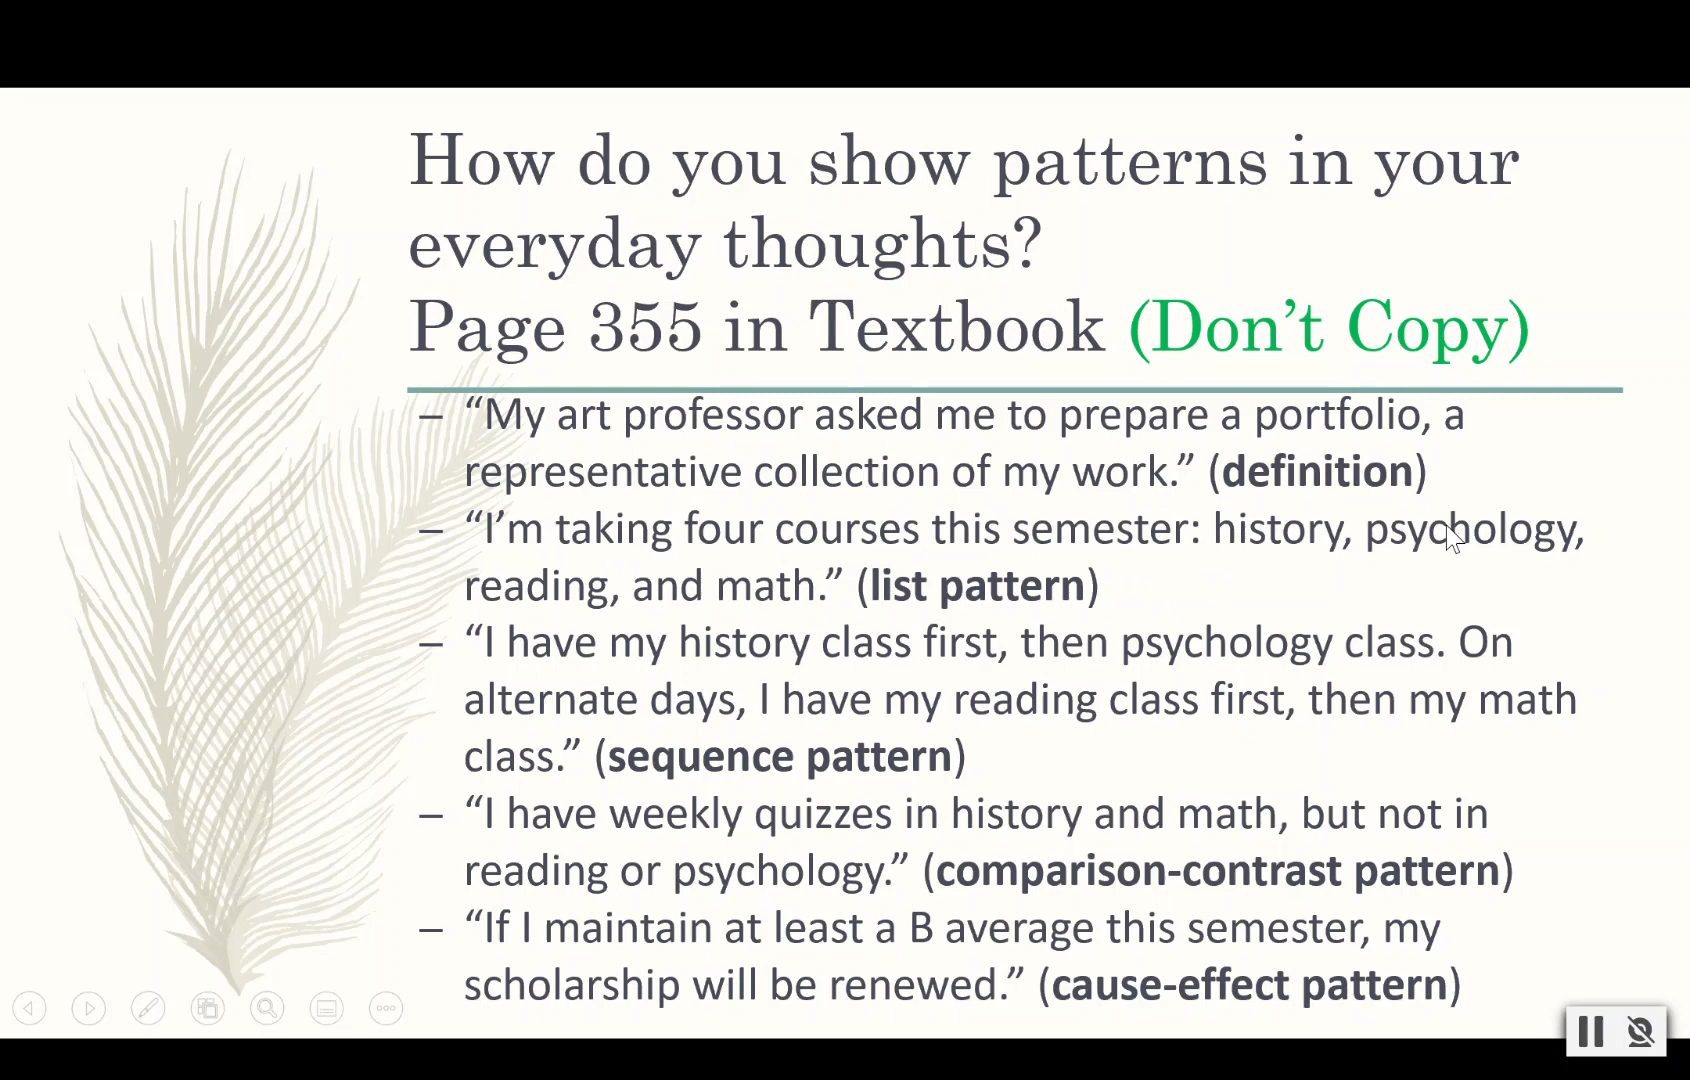 How do you show patterns in your
everyday thoughts?
Page 355 in Textbook (Don’t Copy)
– “My art professor asked me to prepare a portfolio, a
representative collection of my work.” (definition)
– “I’m taking four courses this semester: history, psychology,
reading, and math.” (list pattern)
– “I have my history class first, then psychology class. On
alternate days, I have my reading class first, then my math
class.” (sequence pattern)
– “I have weekly quizzes in history and math, but not in
reading or psychology.” (comparison-contrast pattern)
– “If I maintain at least a B average this semester, my
scholarship will be renewed.” (cause-effect pattern)